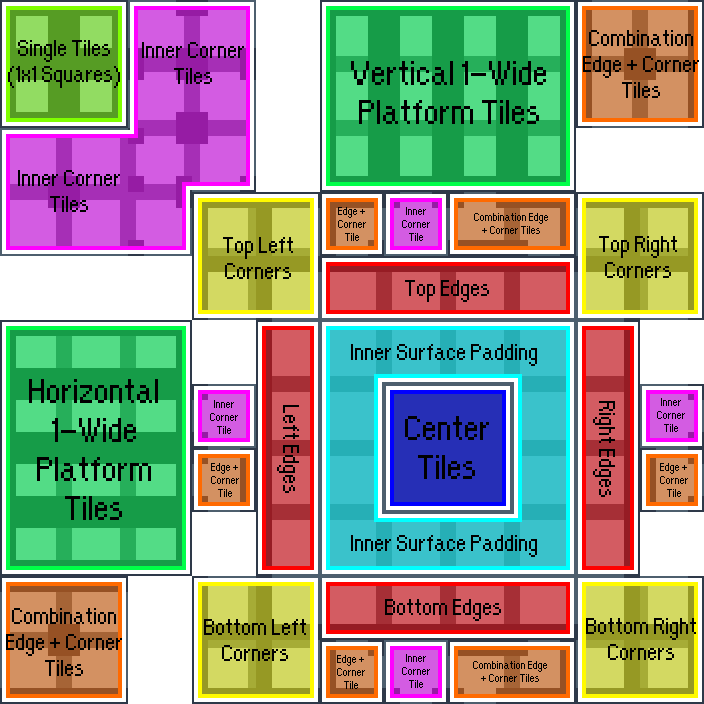 Single Tiles
(1x1 Squares)
Inner Corner
Tiles
Vertical 1-Wide
Platform Tiles
Combination
Edge + Corner
Tiles
Inner Corner
Tiles
Top Left
Corners
Edge +
Corner
Tile
Inner
Corner
Tile
Combination Edge
+ Corner Tiles
Top Right
Corners
Top Edges
Horizontal
1-Wide
Platform
Tiles
Inner
Corner
Tile
Edge +
Corner
Tile
Left Edges
Inner Surface Padding
Center
Tiles
Inner Surface Padding
Right Edges
Inner
Corner
Tile
Edge +
Corner
Tile
Combination
Edge + Corner
Tiles
Bottom Left
Corners
Bottom Edges
Edge +
Corner
Tile
Inner
Corner
Tile
Combination Edge
+ Corner Tiles
Bottom Right
Corners